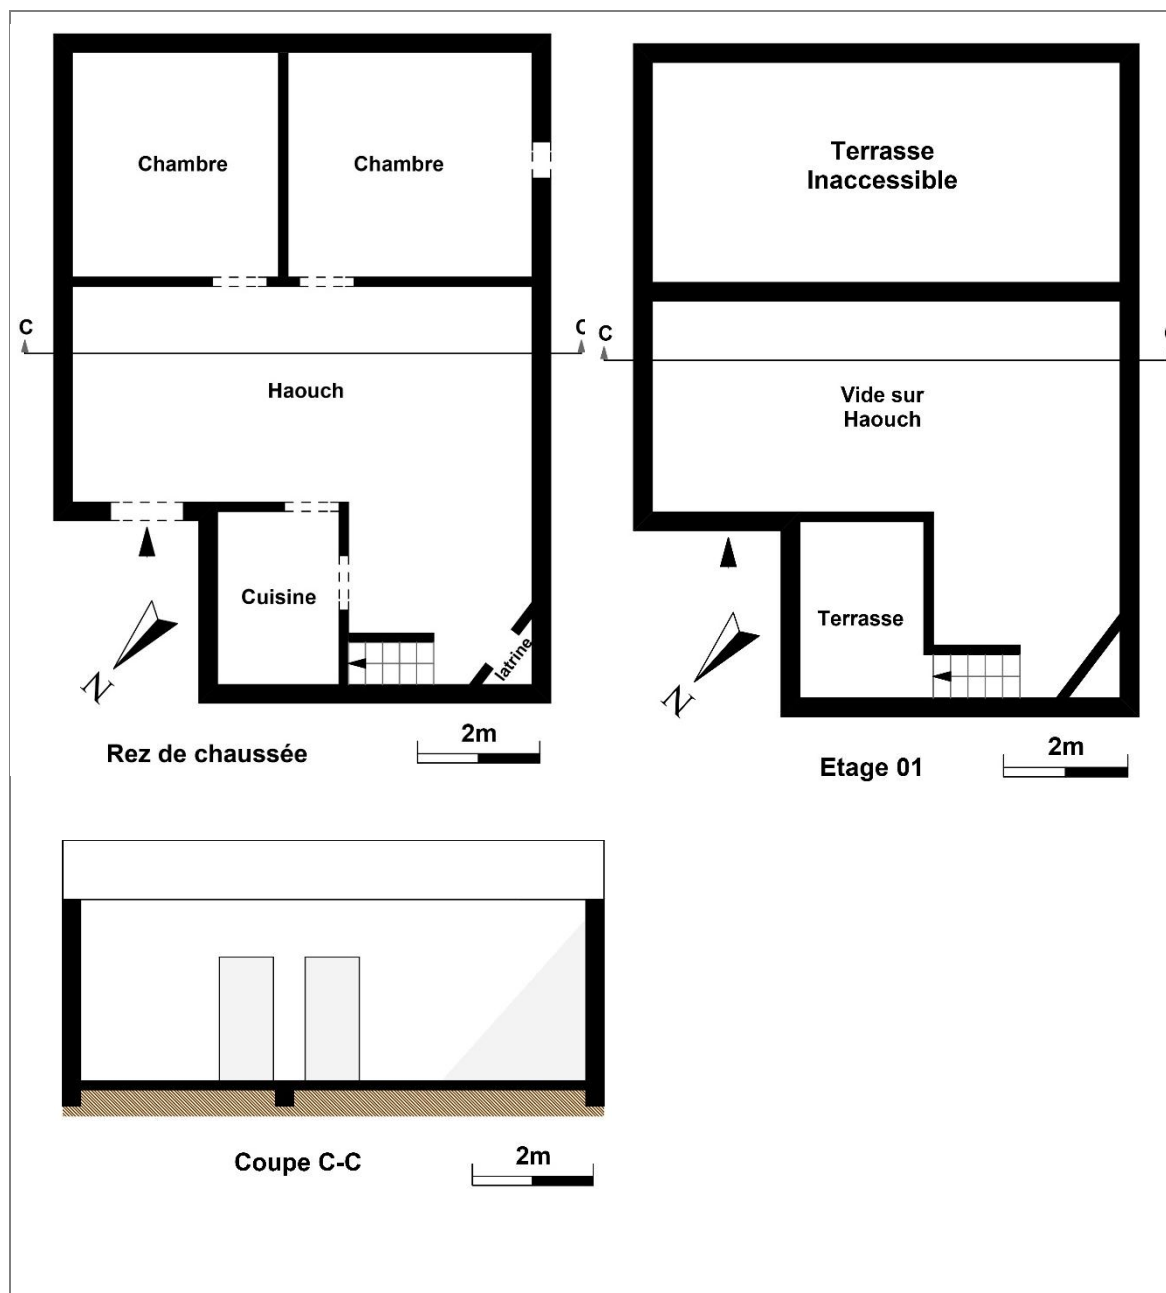 Chambre
Chambre
C
C
Haouch
Cuisine
latrine
N
2m
Rez de chaussée
Terrasse
Inaccessible
C
Vide sur
Haouch
Terrasse
N
2m
Etage 01
Coupe C-C
2m